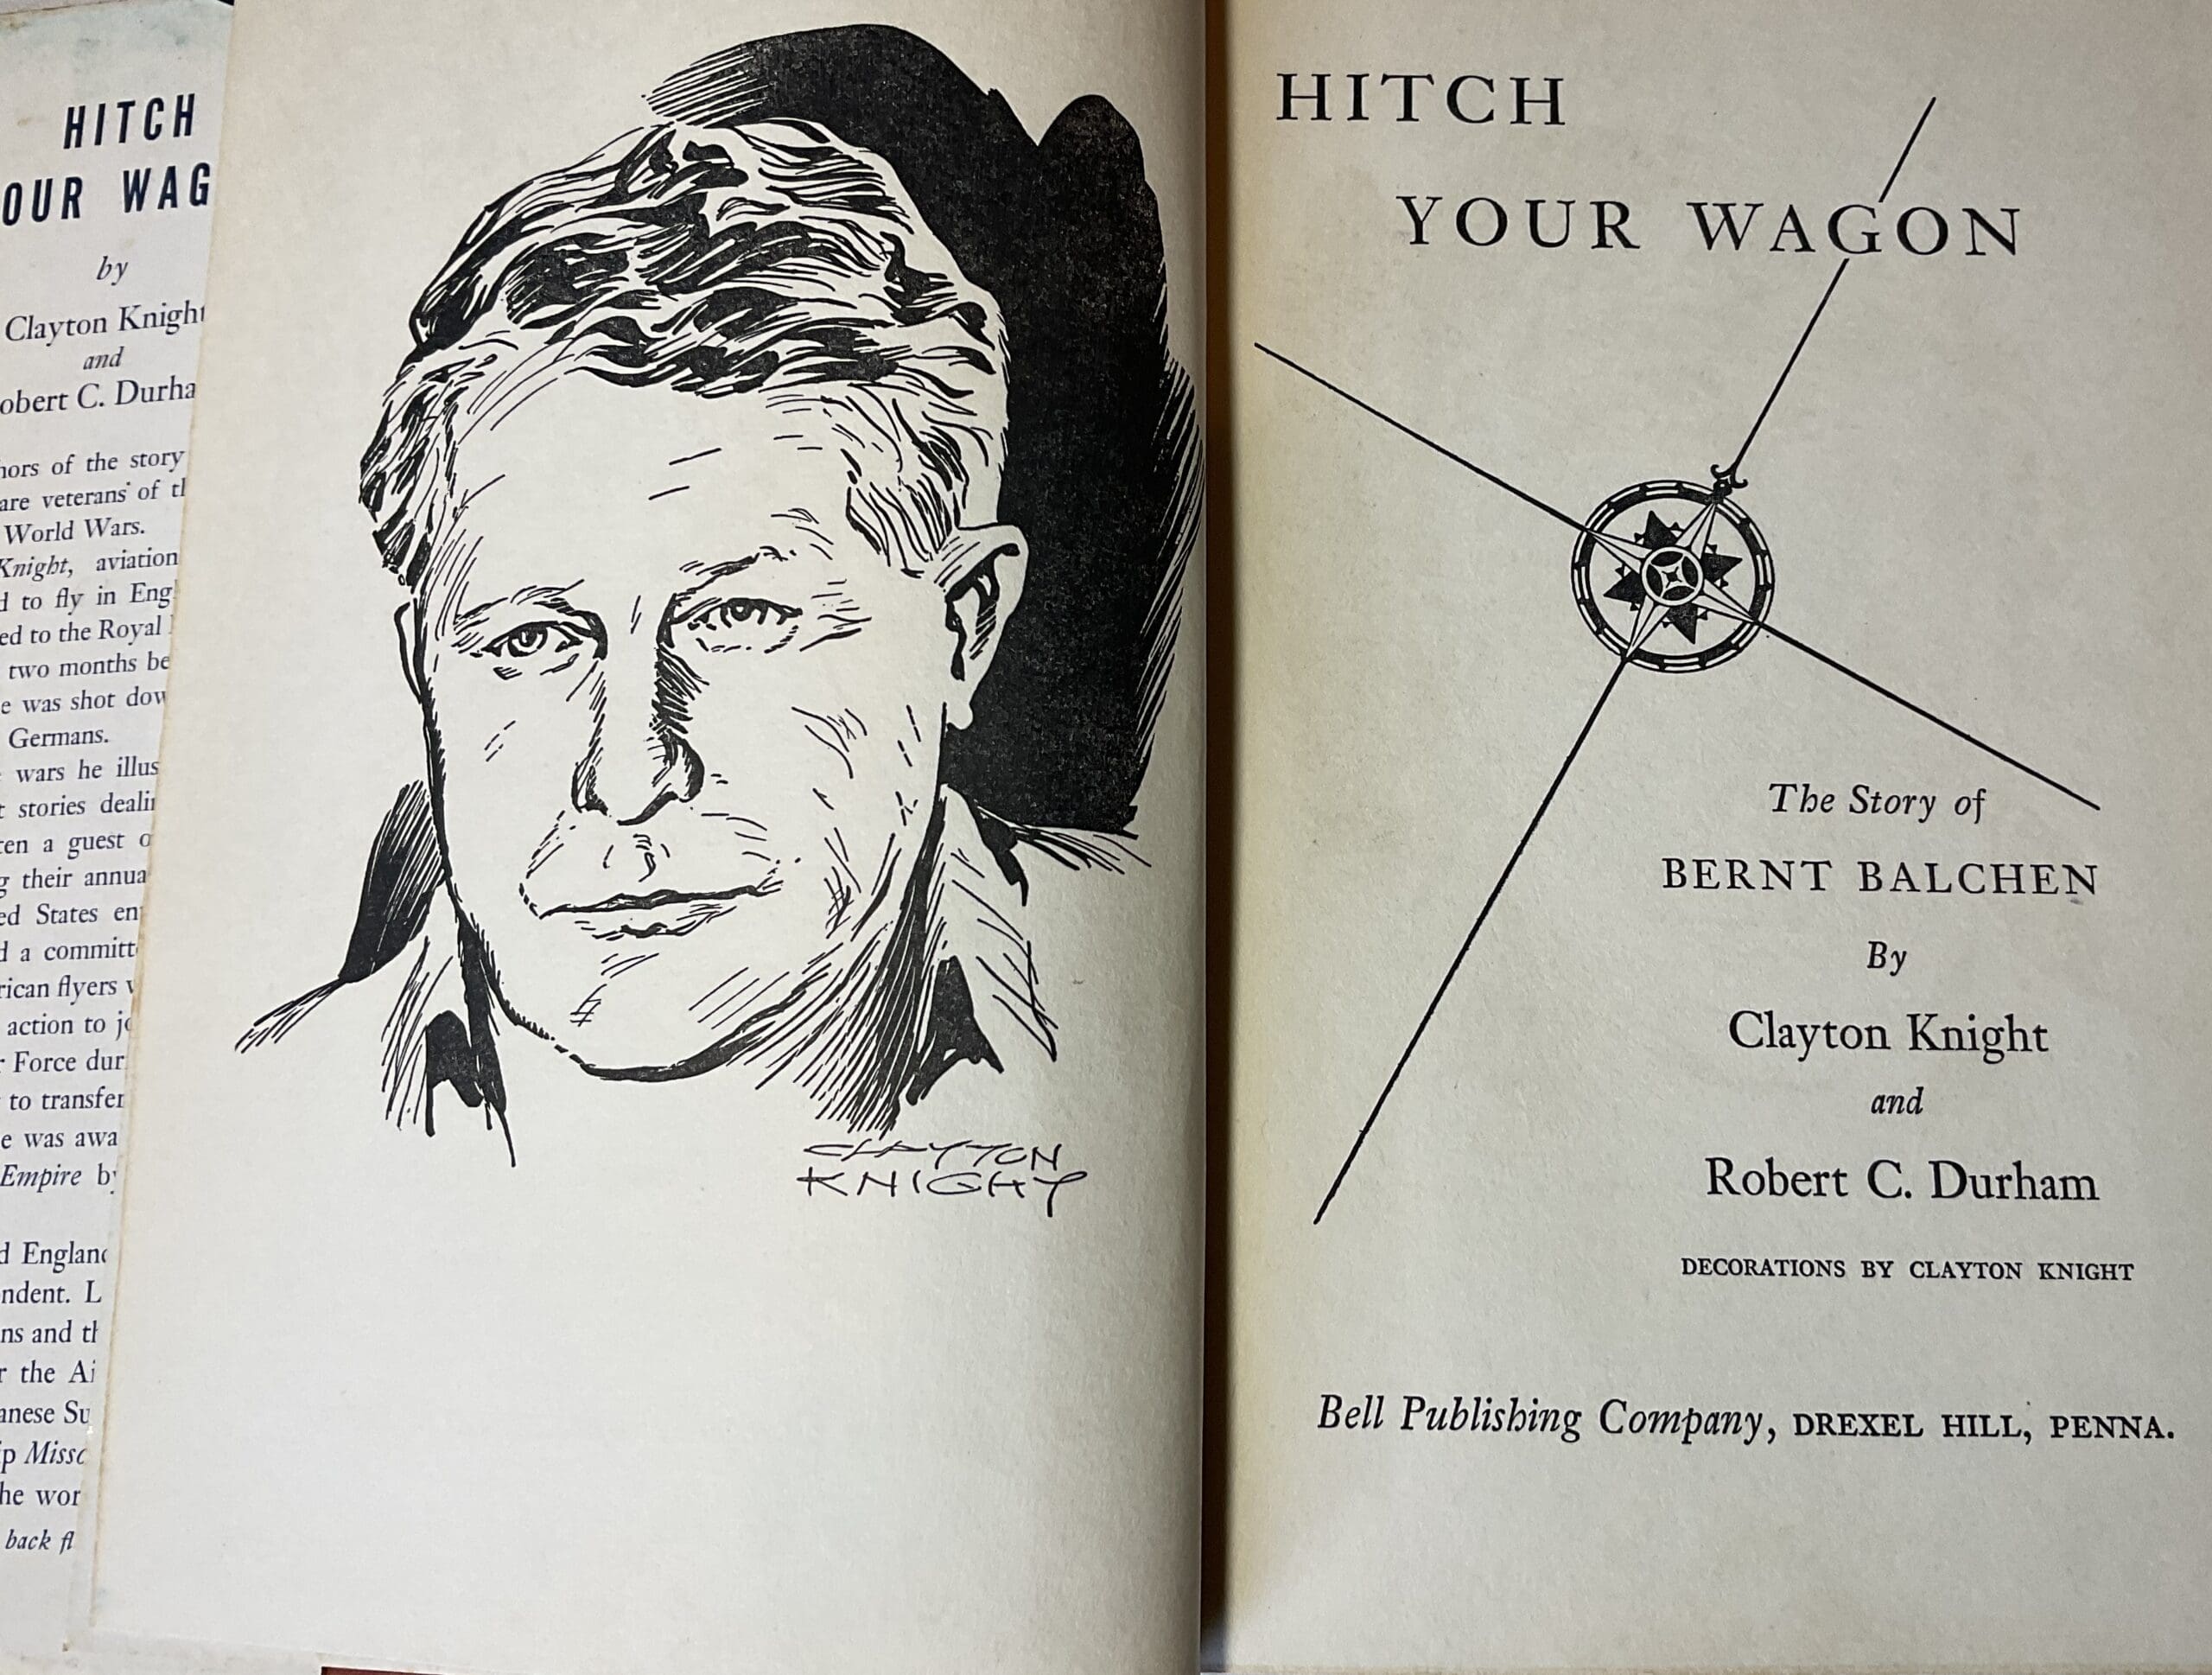 HITCH
OUR WAG
by
Clayton Knight
and
obert C. Durha
hors of the story
are veterans of
World Wars.
Knight, aviation
d to fly in Eng
ed to the Royal
two months be
e was shot dow
Germans.
wars he illus
t stories deali
ten a guest o
g their annua
ed States en
d a committ
rican flyers
action to jo
r Force dur
to transfer
e was awa
Empire by
d England
ndent. L
ns and th
r the Ai
anese Su
ip Misso
he wor
back fl
CLAYTON
KNIGHT
HITCH
YOUR WAGON
The Story of
BERNT BALCHEN
By
Clayton Knight
and
Robert C. Durham
DECORATIONS BY CLAYTON KNIGHT
Bell Publishing Company, DREXEL HILL, PENNA.